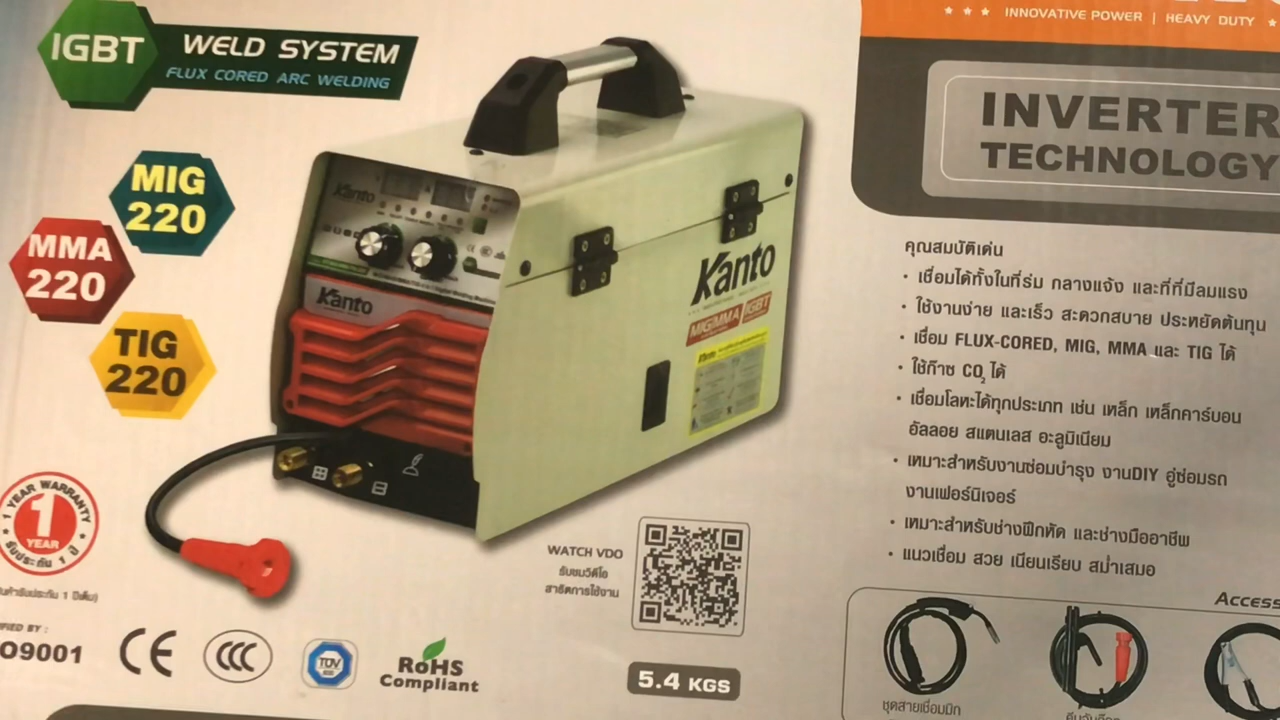 IGBT
WELD SYSTEM
FLUX CORED ARC WELDING
MIG
220
MMA
220
TIG
220
Kanto
Kanto
Kanto
MIG/MMA
IGBT
★ ★ ★ INNOVATIVE POWER | HEAVY DUTY ★
INVERTER
TECHNOLOGY
คุณสมบัติเด่น
• เชื่อมได้ทั้งในที่ร่ม กลางแจ้ง และที่ที่มีลมแรง
• ใช้งานง่าย และเร็ว สะดวกสบาย ประหยัดต้นทุน
• เชื่อม FLUX-CORED, MIG, MMA และ TIG ได้
• ใช้ก๊าซ CO₂ ได้
• เชื่อมโลหะได้ทุกประเภท เช่น เหล็ก เหล็กคาร์บอน
อัลลอย สแตนเลส อะลูมิเนียม
• เหมาะสำหรับงานซ่อมบำรุง งานDIY อู่ซ่อมรถ
งานเฟอร์นิเจอร์
• เหมาะสำหรับช่างฝึกหัด และช่างมืออาชีพ
• แนวเชื่อม สวย เนียนเรียบ สม่ำเสมอ
1 YEAR WARRANTY
1
YEAR
รับประกัน 1 ปี
WATCH VDO
รับชมวิดีโอ
สาธิตการใช้งาน
BY :
O9001
CE
CCC
TÜV
RoHS
Compliant
5.4 KGS
Access
ชุดสายเชื่อมมิก